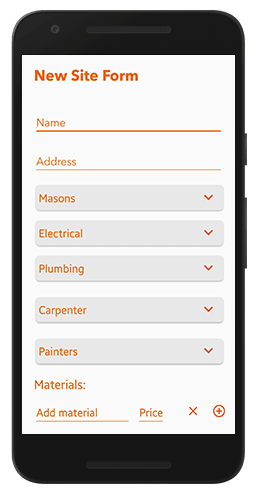 New Site Form
Name
Address
Masons
Electrical
Plumbing
Carpenter
Painters
Materials:
Add material Price